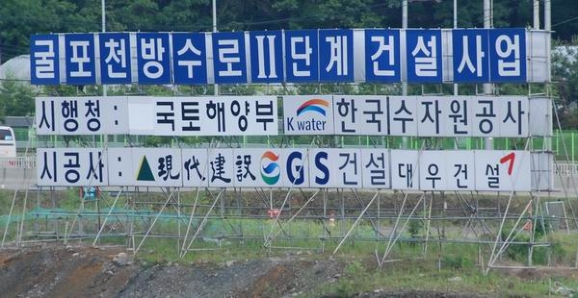 굴포천방수로Ⅱ단계 건설사업
시행청 : 국토해양부 K water 한국수자원공사
시공사 : 現代建設 GS건설 대우건설